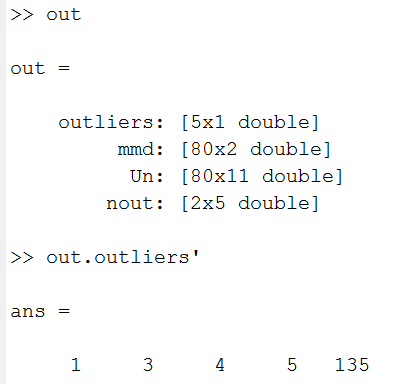 >> out
out =
outliers: [5x1 double]
mmd: [80x2 double]
Un: [80x11 double]
nout: [2x5 double]
>> out.outliers'
ans =
1 3 4 5 135